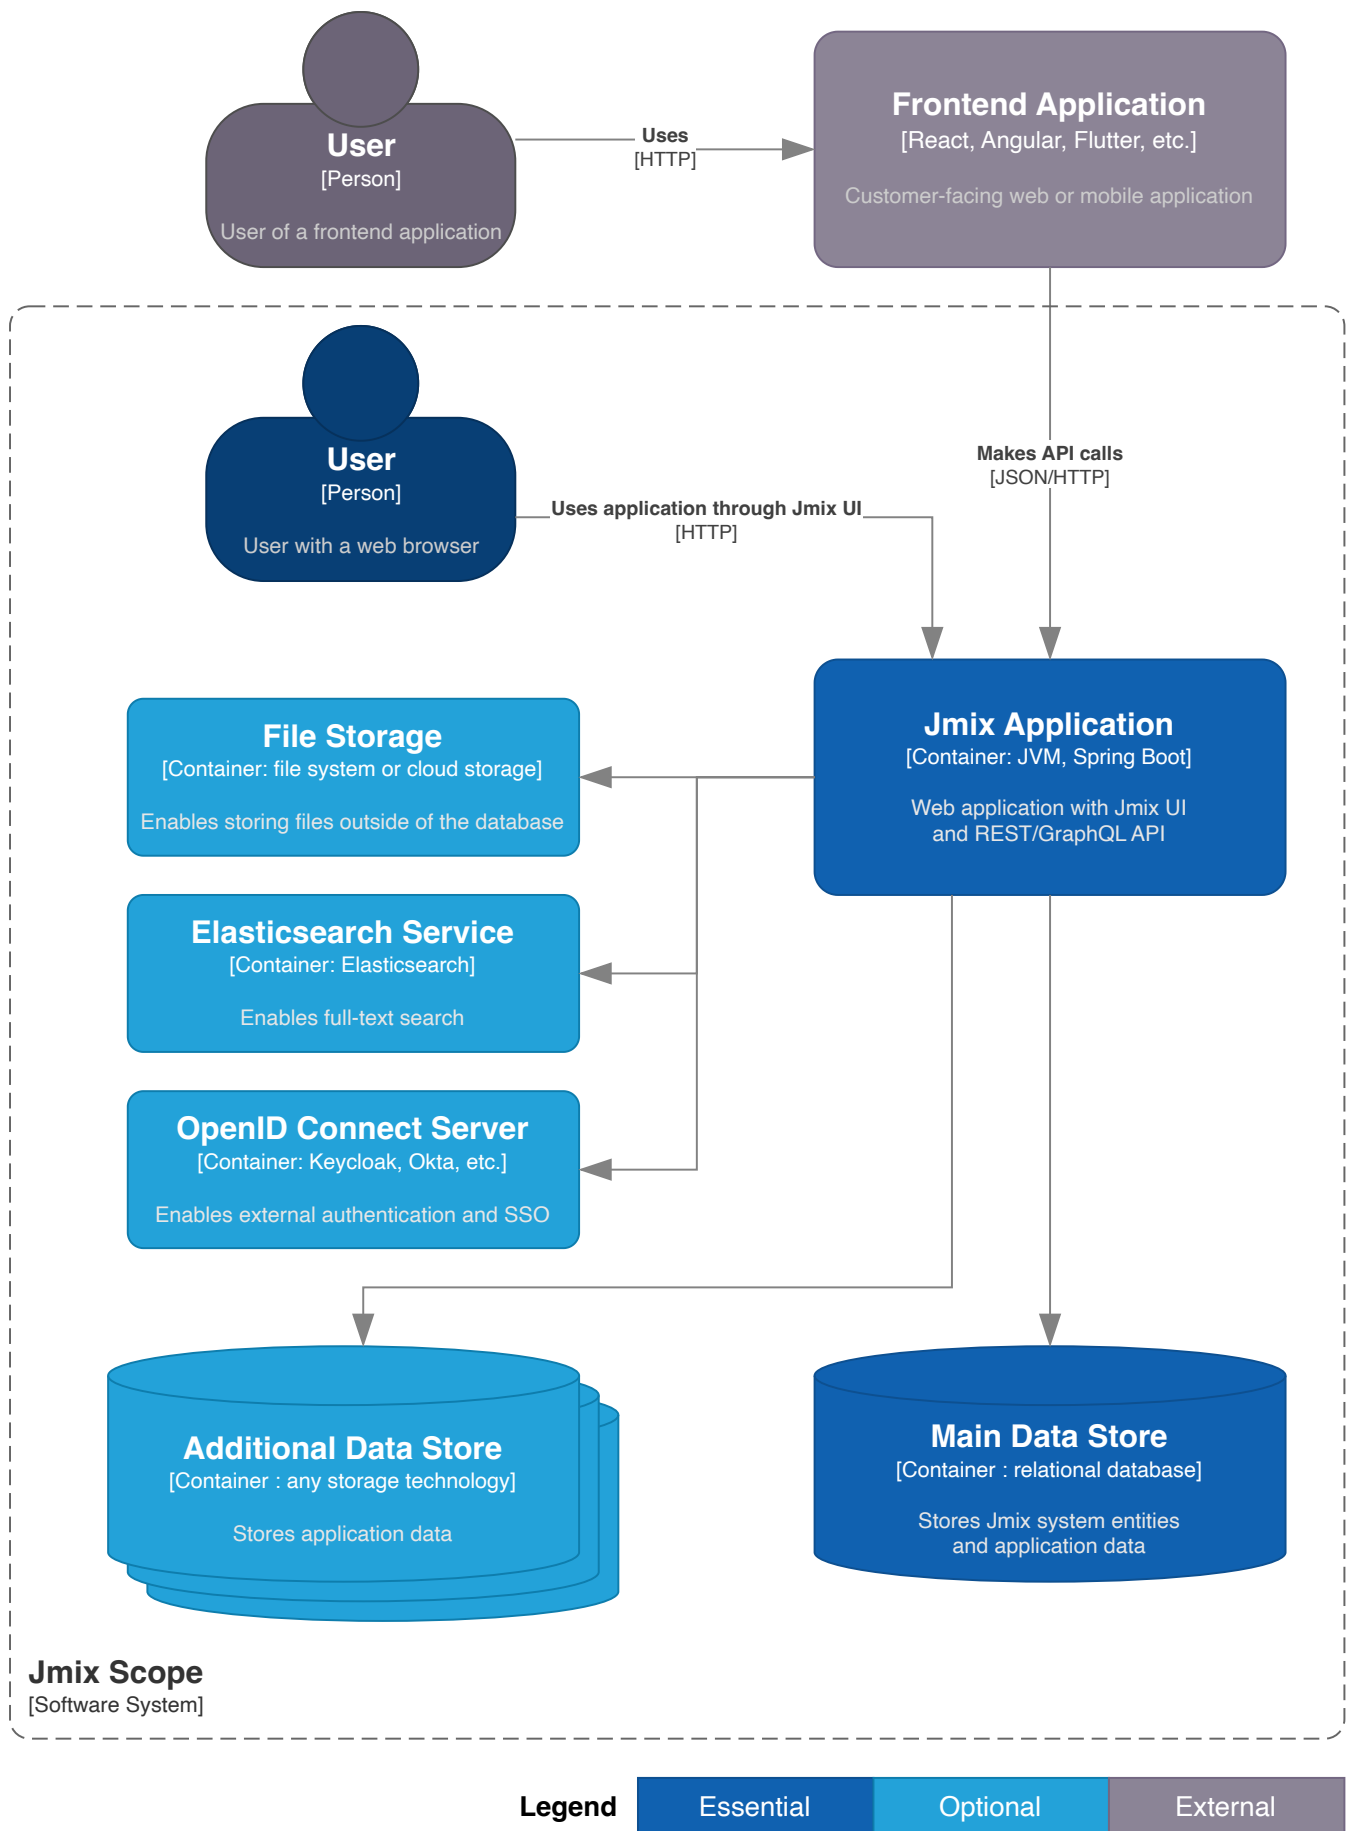 User
[Person]
User of a frontend application
Uses
[HTTP]
Frontend Application
[React, Angular, Flutter, etc.]
Customer-facing web or mobile application
User
[Person]
User with a web browser
Uses application through Jmix UI
[HTTP]
Makes API calls
[JSON/HTTP]
File Storage
[Container: file system or cloud storage]
Enables storing files outside of the database
Jmix Application
[Container: JVM, Spring Boot]
Web application with Jmix UI
and REST/GraphQL API
Elasticsearch Service
[Container: Elasticsearch]
Enables full-text search
OpenID Connect Server
[Container: Keycloak, Okta, etc.]
Enables external authentication and SSO
Additional Data Store
[Container : any storage technology]
Stores application data
Main Data Store
[Container : relational database]
Stores Jmix system entities
and application data
Jmix Scope
[Software System]
Legend
Essential
Optional
External